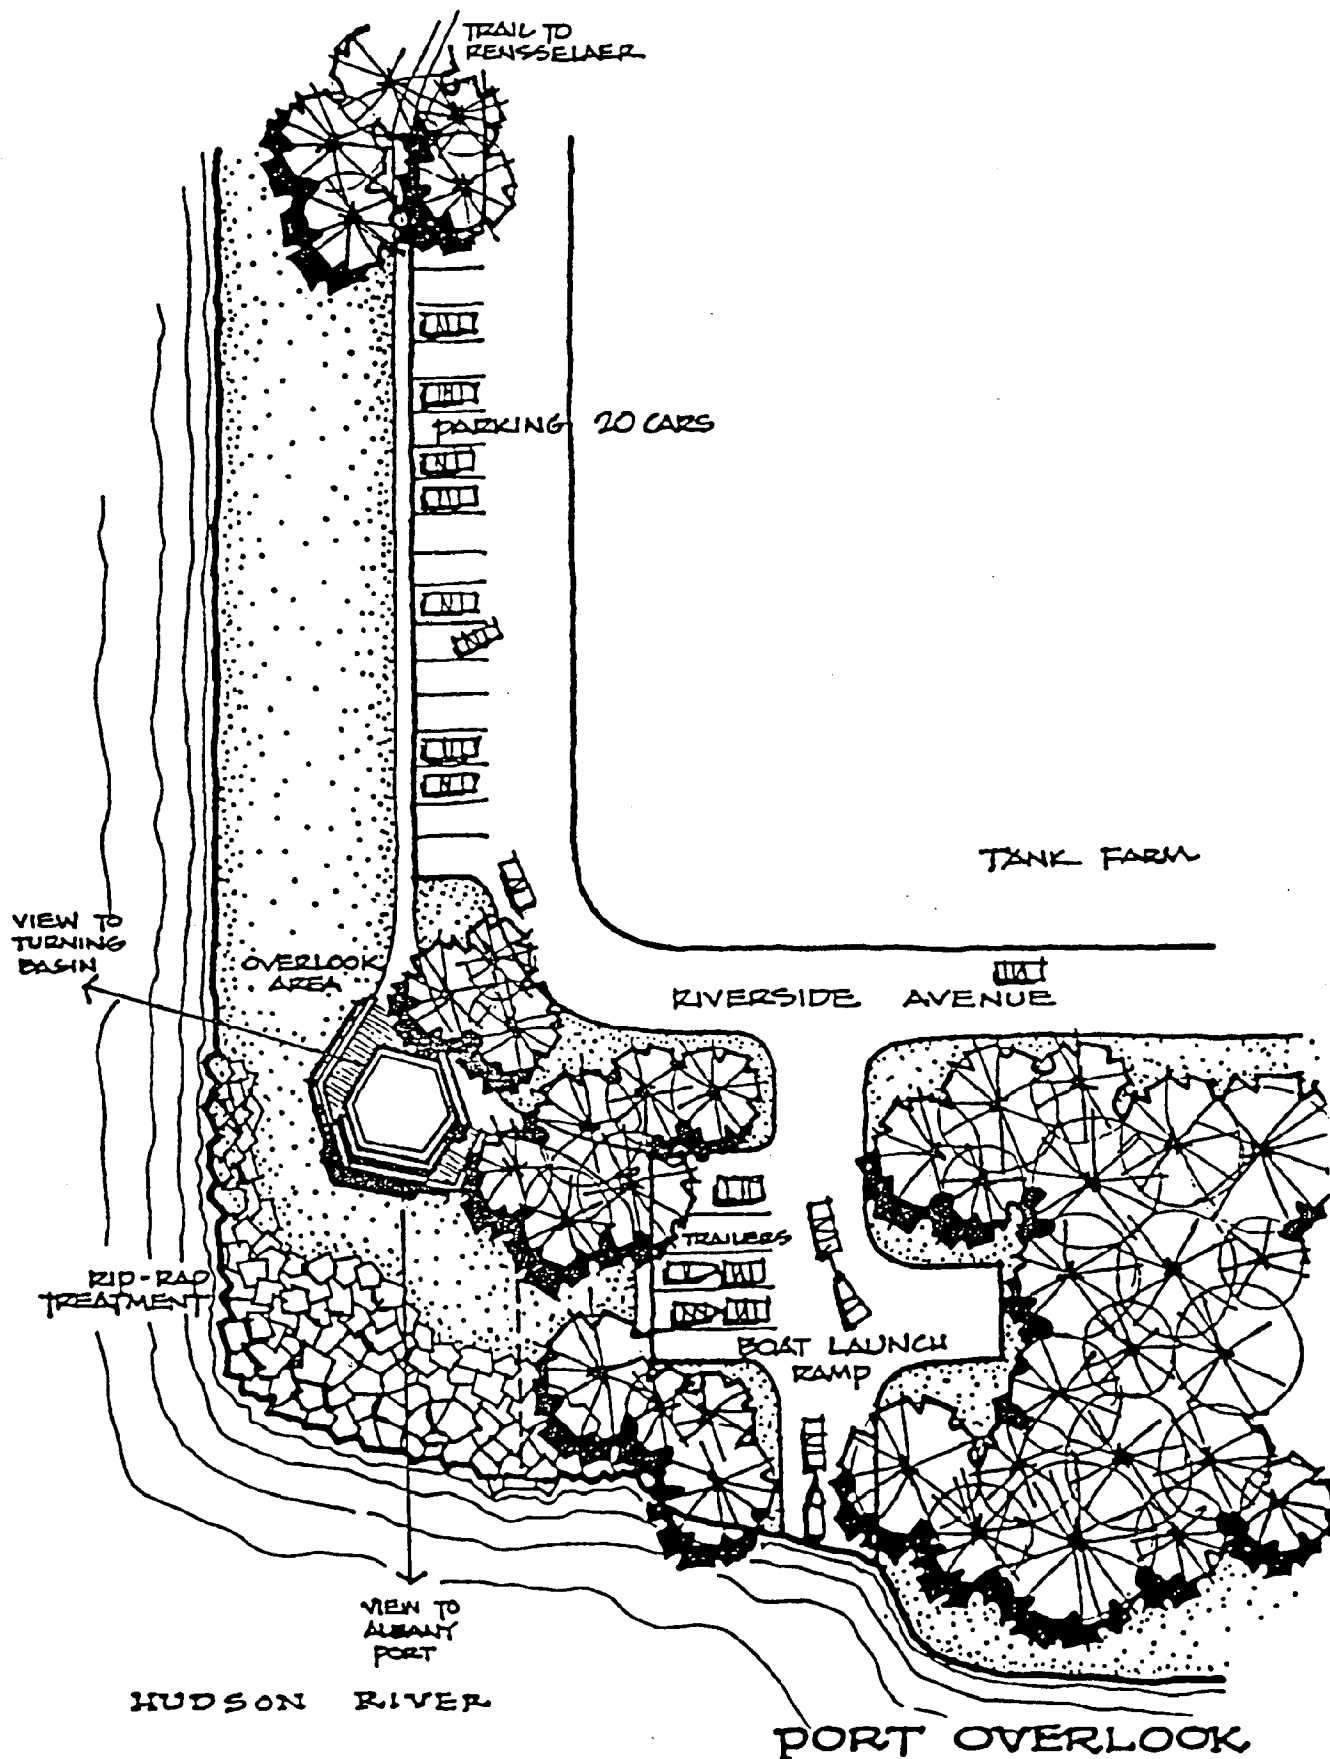 TRAIL TO
RENSSELAER
PARKING 20 CARS
TANK FARM
VIEW TO
TURNING
BASIN
OVERLOOK
AREA
RIVERSIDE AVENUE
TRAILERS
RIP-RAP
TREATMENT
BOAT LAUNCH
RAMP
VIEW TO
ALBANY
PORT
HUDSON RIVER
PORT OVERLOOK